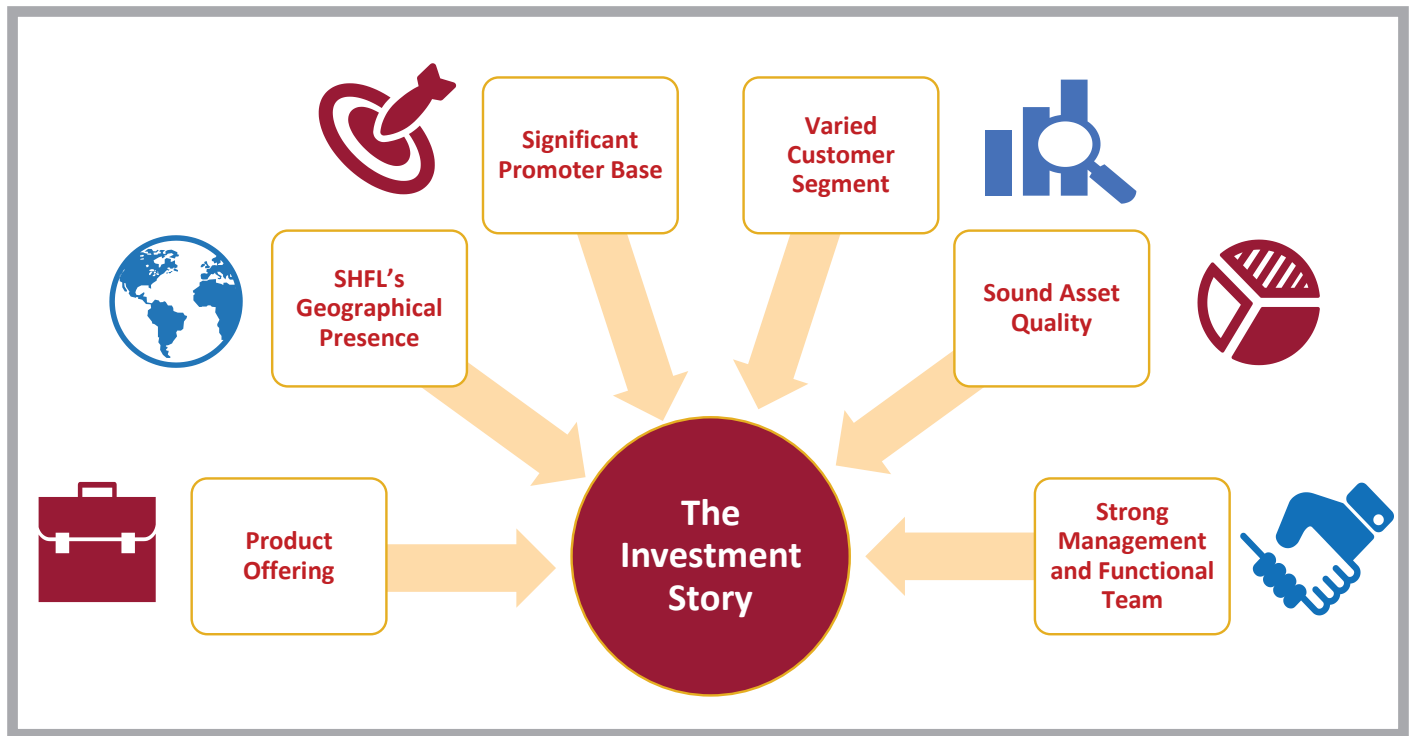 Significant
Promoter Base
Varied
Customer
Segment
SHFL’s
Geographical
Presence
Sound Asset
Quality
Product
Offering
The
Investment
Story
Strong
Management
and Functional
Team